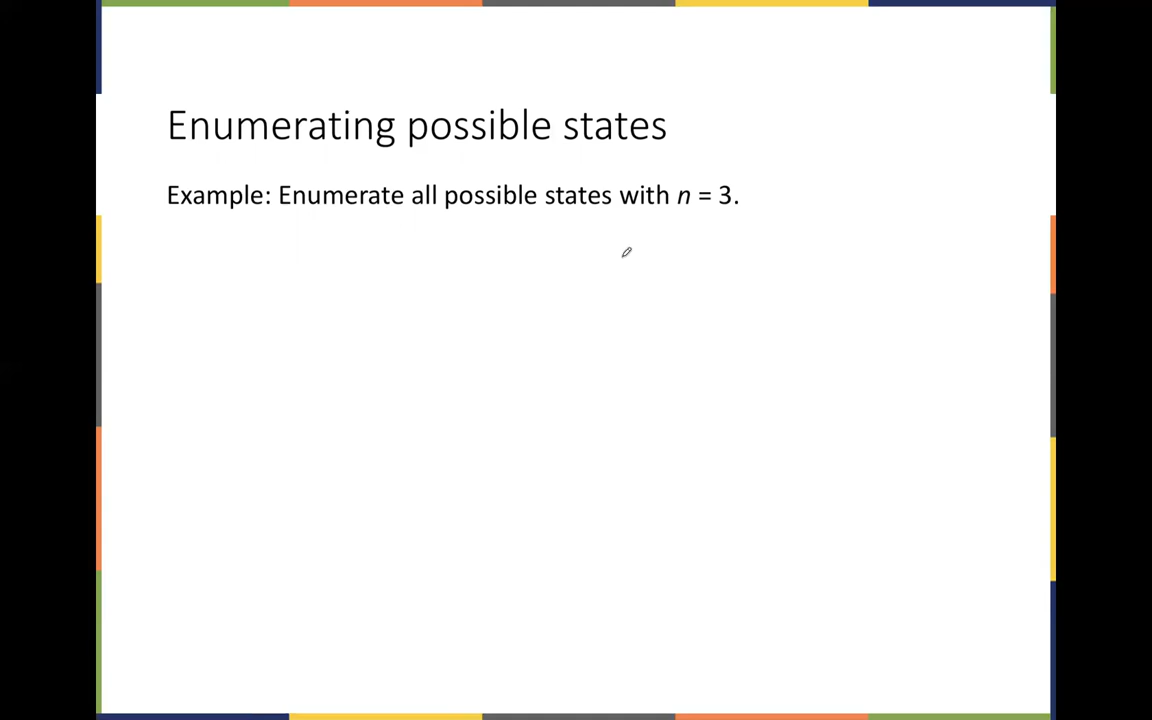 Enumerating possible states
Example: Enumerate all possible states with n = 3.